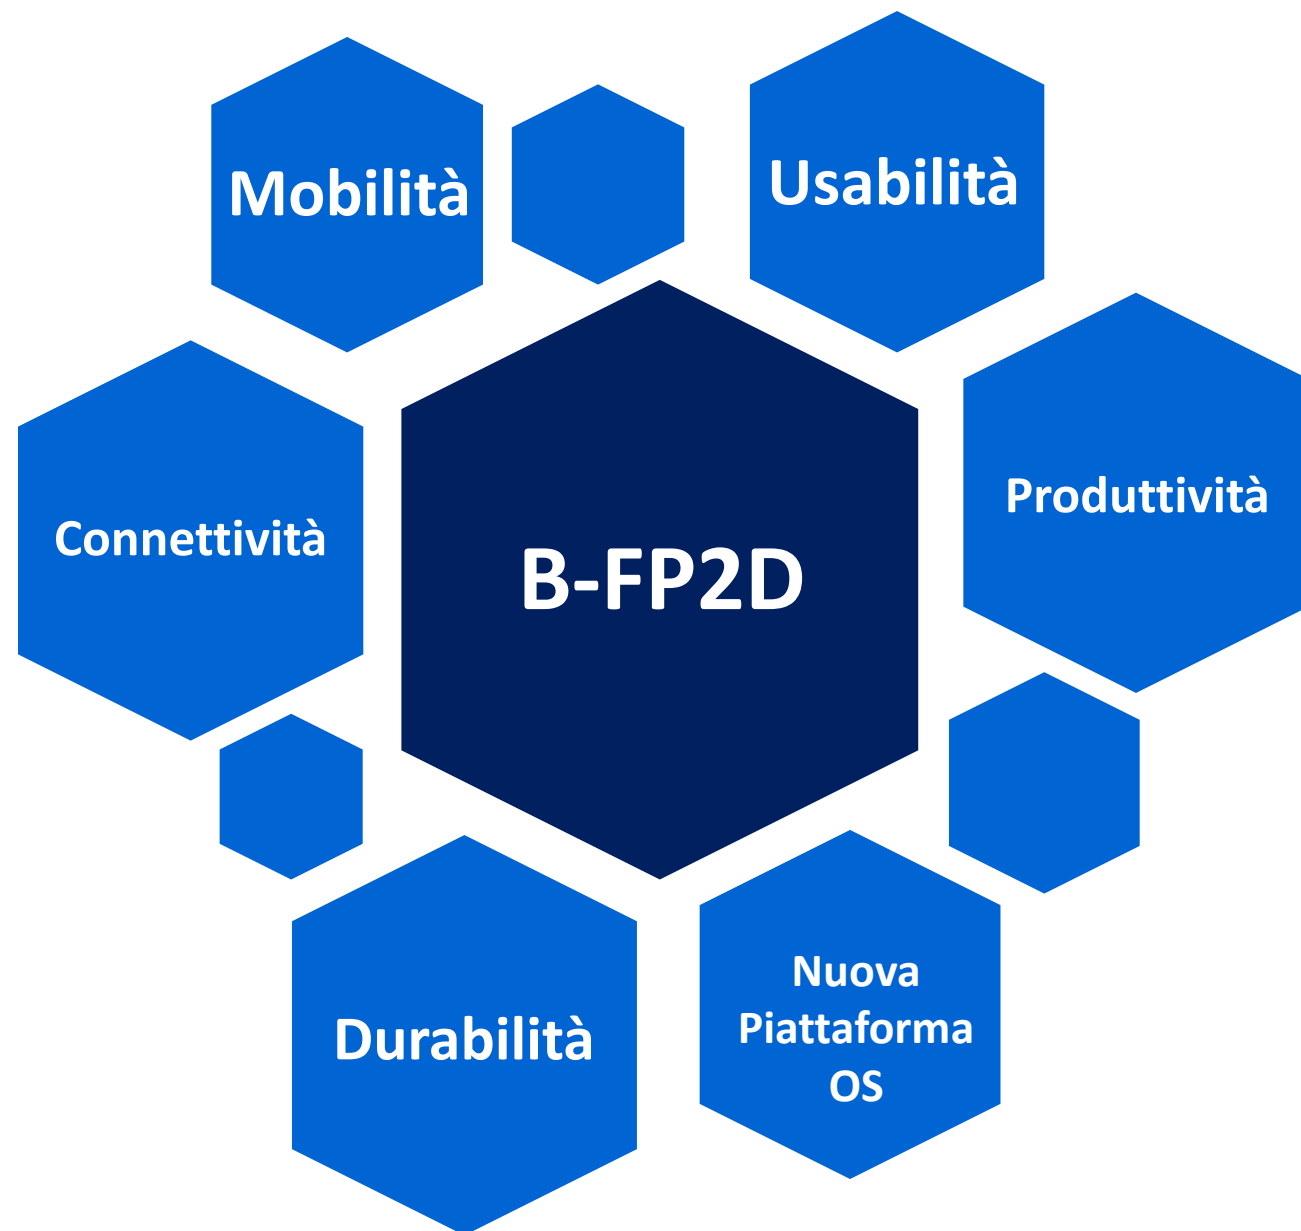 Mobilità
Usabilità
Connettività
Produttività
B-FP2D
Durabilità
Nuova
Piattaforma
OS